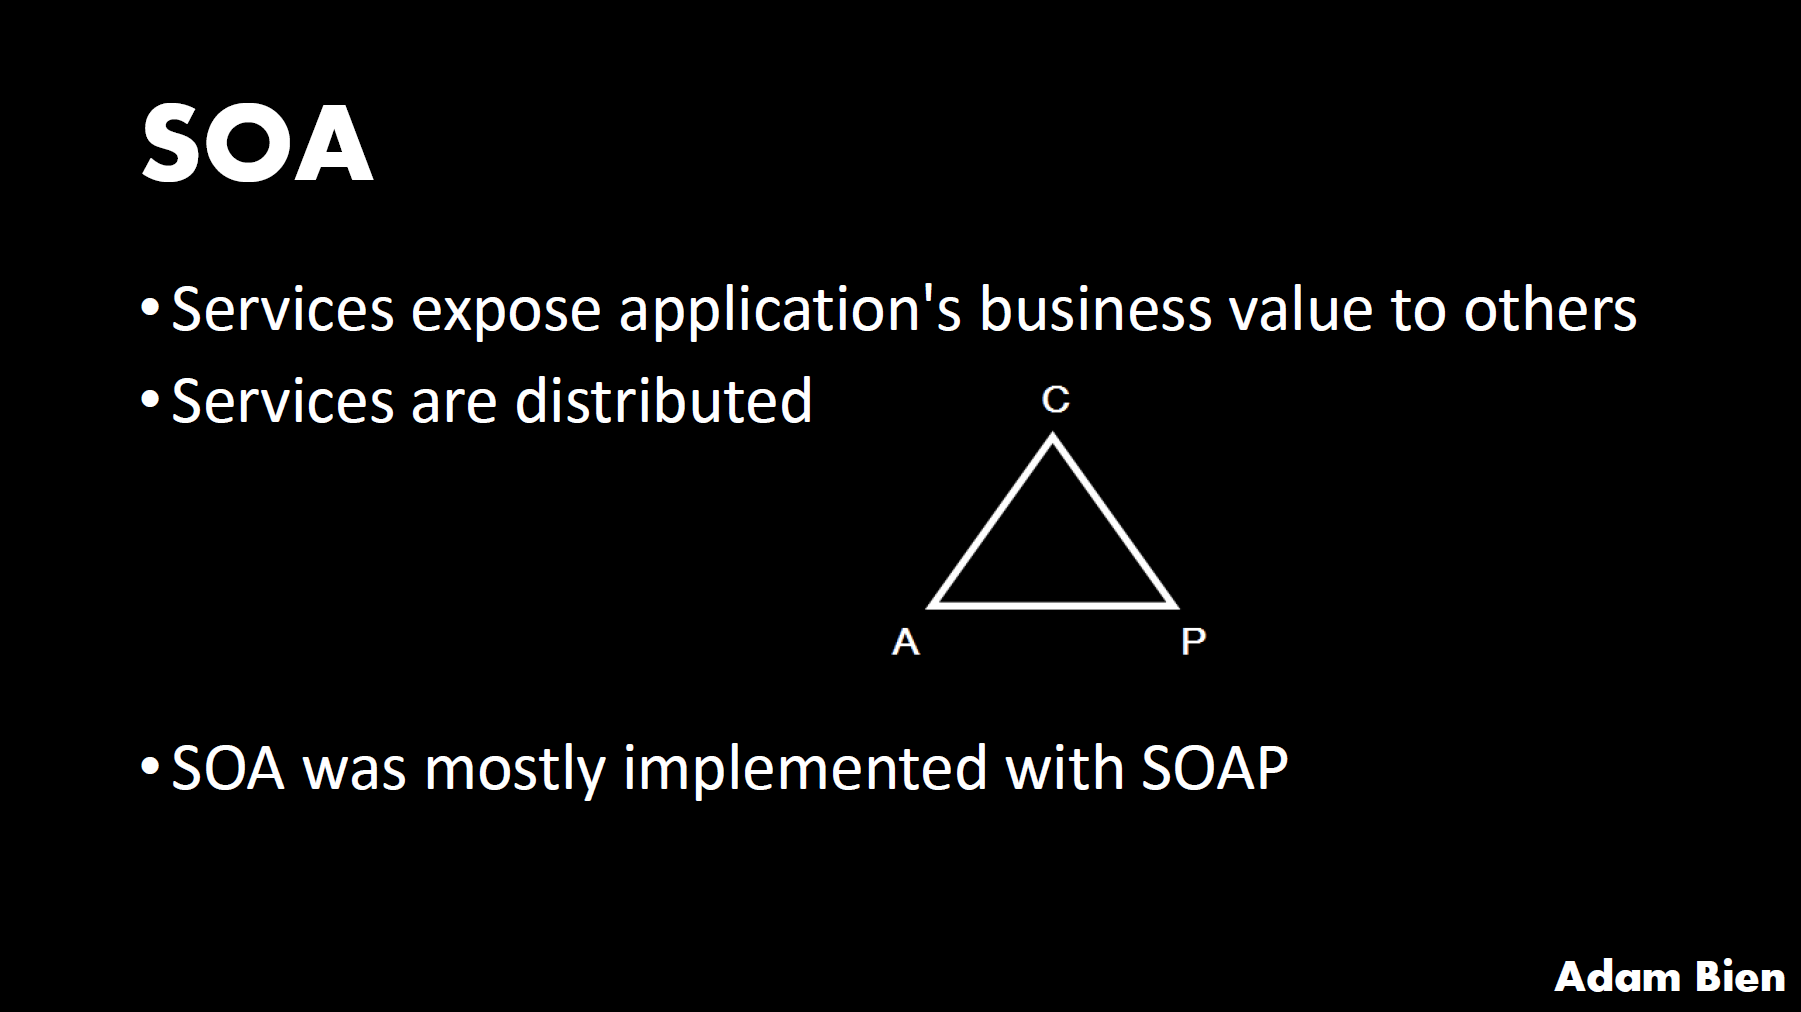 SOA
• Services expose application's business value to others
• Services are distributed
C
A
P
• SOA was mostly implemented with SOAP
Adam Bien